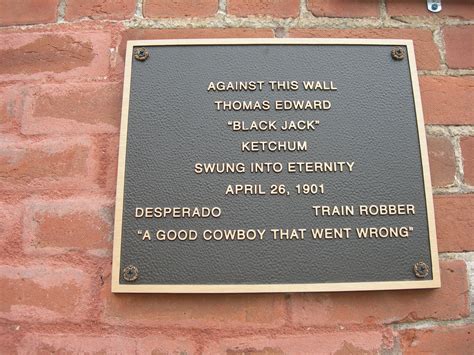 AGAINST THIS WALL
THOMAS EDWARD
"BLACK JACK"
KETCHUM
SWUNG INTO ETERNITY
APRIL 26, 1901
DESPERADO TRAIN ROBBER
"A GOOD COWBOY THAT WENT WRONG"